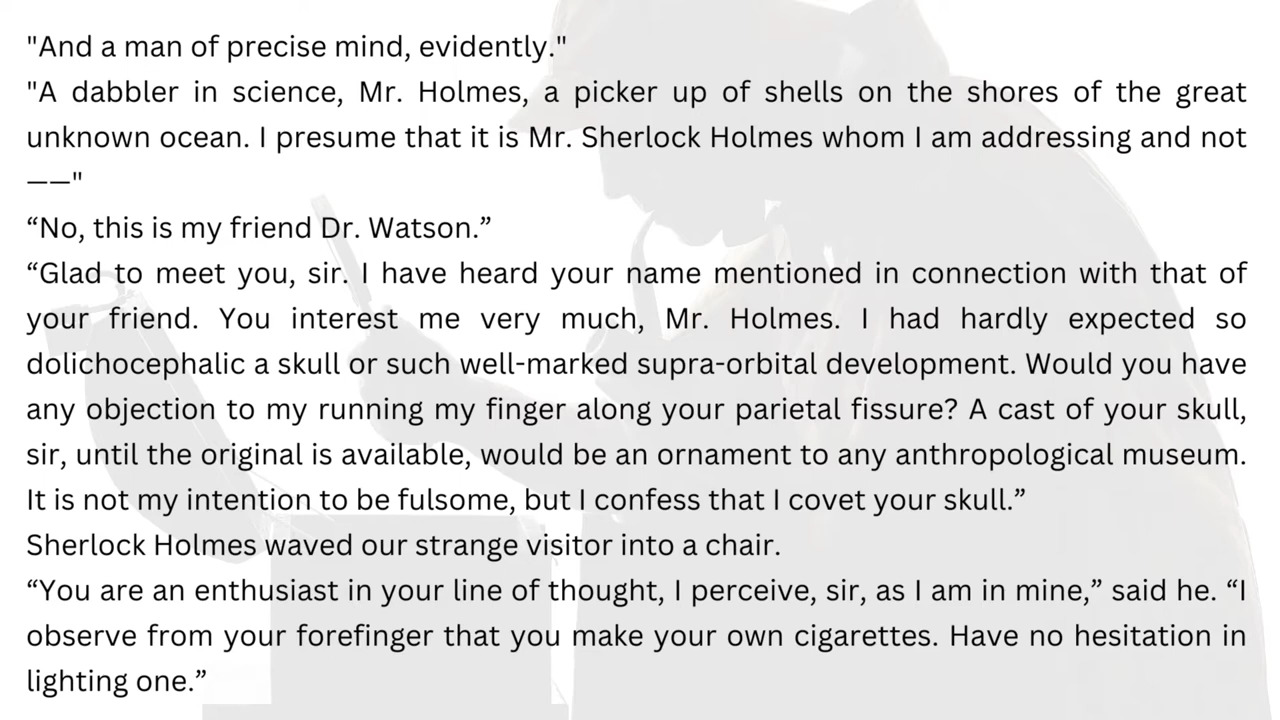 "And a man of precise mind, evidently."
"A dabbler in science, Mr. Holmes, a picker up of shells on the shores of the great
unknown ocean. I presume that it is Mr. Sherlock Holmes whom I am addressing and not
——"
“No, this is my friend Dr. Watson.”
“Glad to meet you, sir. I have heard your name mentioned in connection with that of
your friend. You interest me very much, Mr. Holmes. I had hardly expected so
dolichocephalic a skull or such well-marked supra-orbital development. Would you have
any objection to my running my finger along your parietal fissure? A cast of your skull,
sir, until the original is available, would be an ornament to any anthropological museum.
It is not my intention to be fulsome, but I confess that I covet your skull.”
Sherlock Holmes waved our strange visitor into a chair.
“You are an enthusiast in your line of thought, I perceive, sir, as I am in mine,” said he. “I
observe from your forefinger that you make your own cigarettes. Have no hesitation in
lighting one.”